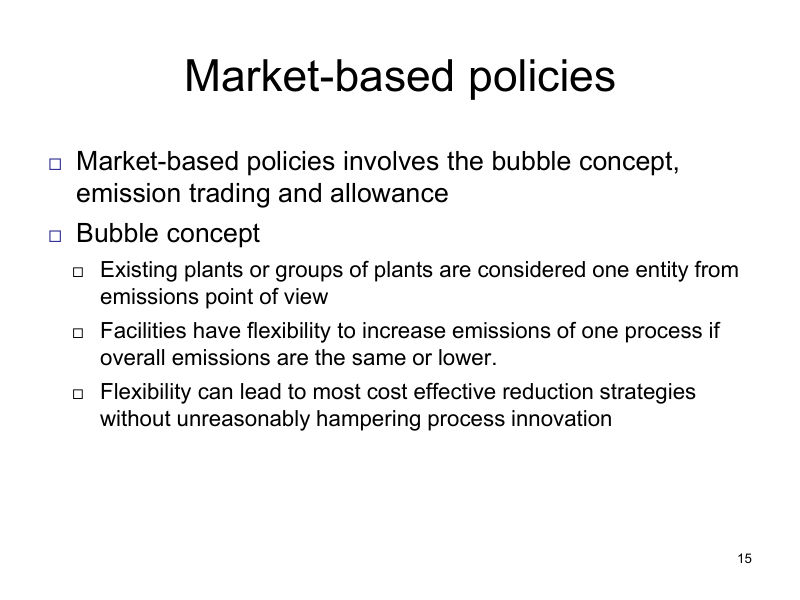 Market-based policies
□ Market-based policies involves the bubble concept,
emission trading and allowance
□ Bubble concept
□ Existing plants or groups of plants are considered one entity from
emissions point of view
□ Facilities have flexibility to increase emissions of one process if
overall emissions are the same or lower.
□ Flexibility can lead to most cost effective reduction strategies
without unreasonably hampering process innovation
15